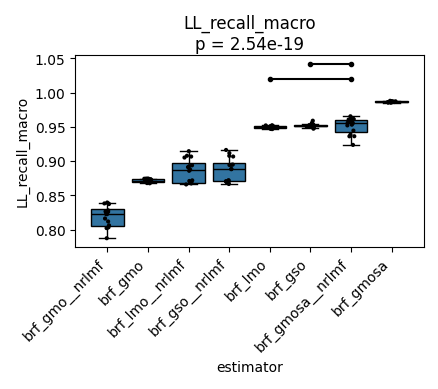 LL_recall_macro
p = 2.54e-19
LL_recall_macro
1.05
1.00
0.95
0.90
0.85
0.80
brf_gmo__nrlmf
brf_gmo
brf_lmo__nrlmf
brf_gso__nrlmf
brf_lmo
brf_gso
brf_gmosa__nrlmf
brf_gmosa
estimator